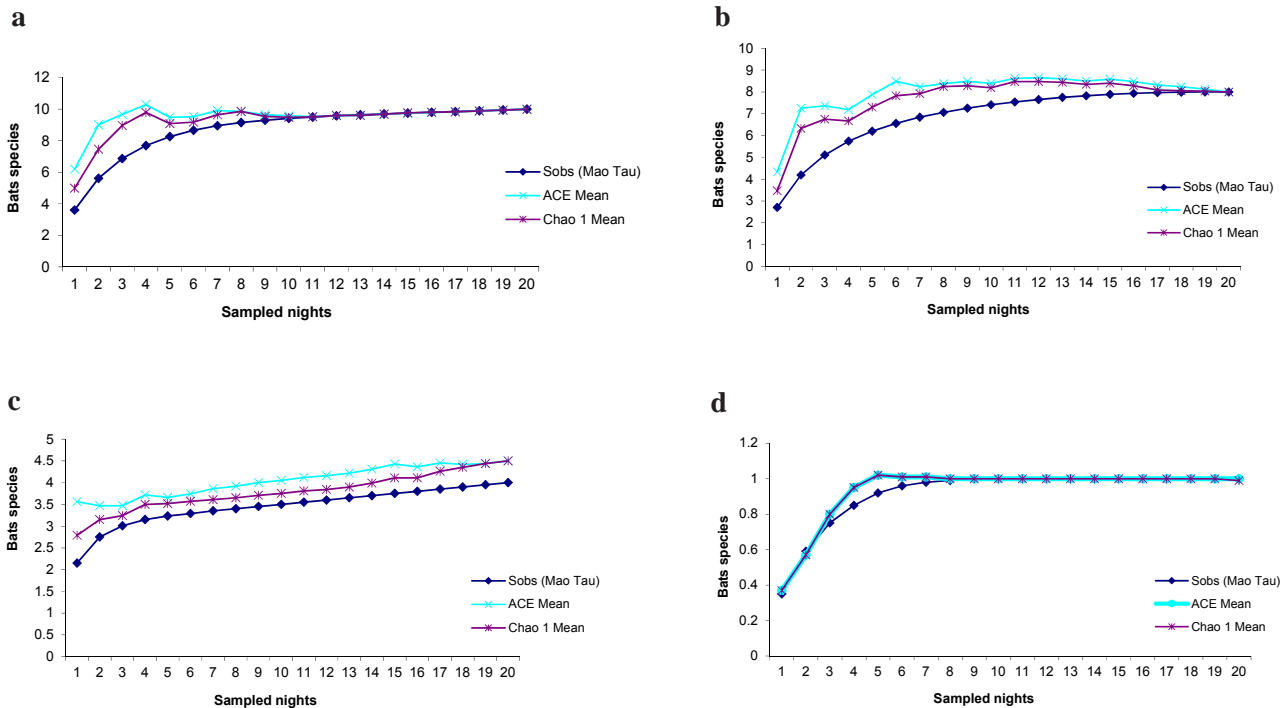 a
12
10
8
6
4
2
0
Bats species
1 2 3 4 5 6 7 8 9 10 11 12 13 14 15 16 17 18 19 20
Sampled nights
Sobs (Mao Tau)
ACE Mean
Chao 1 Mean
b
10
9
8
7
6
5
4
3
2
1
0
Bats species
1 2 3 4 5 6 7 8 9 10 11 12 13 14 15 16 17 18 19 20
Sampled nights
Sobs (Mao Tau)
ACE Mean
Chao 1 Mean
c
5
4.5
4
3.5
3
2.5
2
1.5
1
0.5
0
Bats species
1 2 3 4 5 6 7 8 9 10 11 12 13 14 15 16 17 18 19 20
Sampled nights
Sobs (Mao Tau)
ACE Mean
Chao 1 Mean
d
1.2
1
0.8
0.6
0.4
0.2
0
Bats species
1 2 3 4 5 6 7 8 9 10 11 12 13 14 15 16 17 18 19 20
Sampled nights
Sobs (Mao Tau)
ACE Mean
Chao 1 Mean